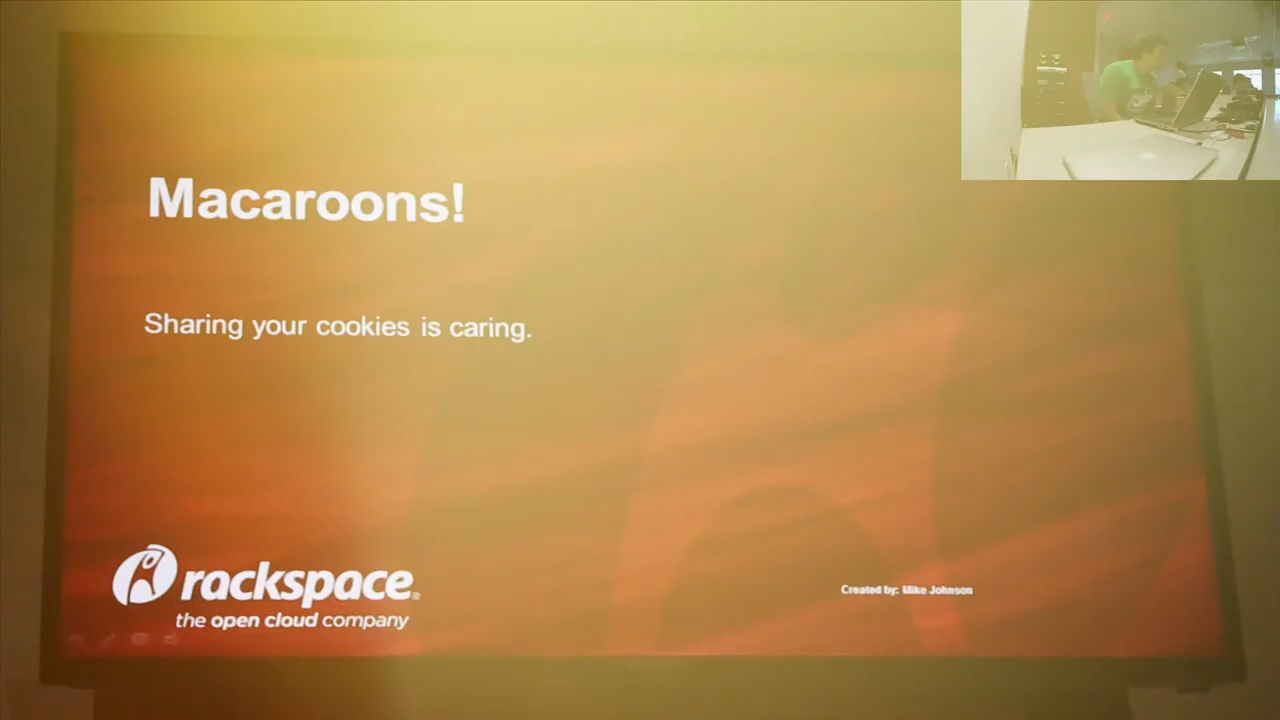 Macaroons!
Sharing your cookies is caring.
rackspace®
the open cloud company
Created by: Mike Johnson